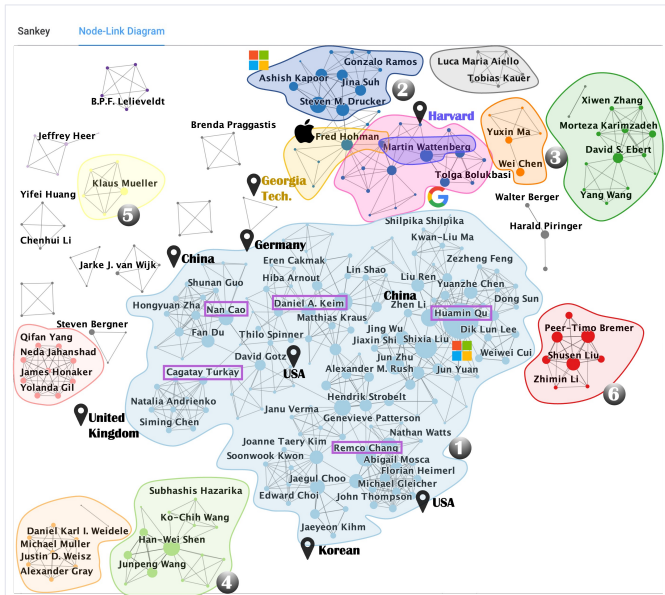 Sankey
Node-Link Diagram
Gonzalo Ramos
Ashish Kapoor
Jina Suh
Steven M. Drucker
2
Luca Maria Aiello
Tobias Kauer
B.P.F. Lelieveldt
Jeffrey Heer
Brenda Praggastis
Fred Hohman
Harvard
Martin Wattenberg
Tolga Bolukbasi
Yuxin Ma
Wei Chen
3
Xiwen Zhang
Morteza Karimzadeh
David S. Ebert
Yang Wang
Klaus Mueller
5
Georgia
Tech.
Yifei Huang
Chenhui Li
Walter Berger
Harald Piringer
Shilpika Shilpika
Kwan-Liu Ma
Germany
China
Jarke J. van Wijk
Eren Cakmak
Hiba Arnout
Lin Shao
Zezheng Feng
Liu Ren
Yuanzhe Chen
Shunan Guo
Hongyuan Zha
Nan Cao
Daniel A. Keim
China
Zhen Li
Dong Sun
Huamin Qu
Matthias Kraus
Fan Du
Thilo Spinner
Jing Wu
Jiaxin Shi
Shixia Liu
Dik Lun Lee
Weiwei Cui
Steven Bergner
Qifan Yang
Neda Jahanshad
James Honaker
Yolanda Gil
David Gotz
USA
Jun Zhu
Alexander M. Rush
Jun Yuan
Cagatay Turkay
Peer-Timo Bremer
Shusen Liu
Zhimin Li
6
Natalia Andrienko
Siming Chen
United
Kingdom
Hendrik Strobelt
Janu Verma
Genevieve Patterson
Nathan Watts
Joanne Taery Kim
Soonwook Kwon
Remco Chang
1
Abigail Mosca
Florian Heimerl
Jaegul Choo
Michael Gleicher
Edward Choi
John Thompson
USA
Jaeyeon Kihm
Korean
Subhashis Hazarika
Ko-Chih Wang
Han-Wei Shen
Junpeng Wang
4
Daniel Karl I. Weidele
Michael Muller
Justin D. Weisz
Alexander Gray